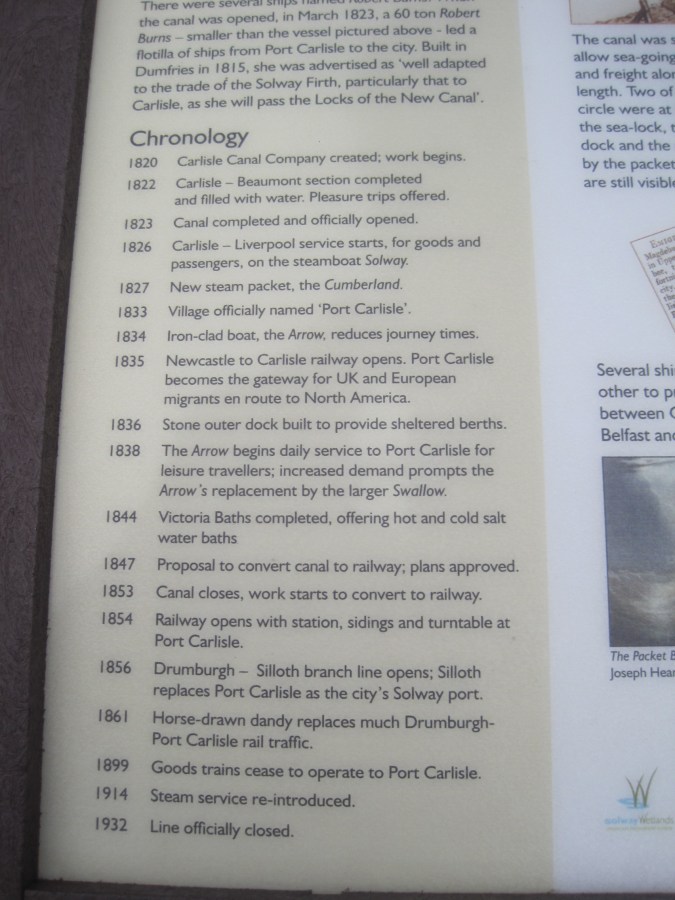 There were several ships named Robert Burns. When
the canal was opened, in March 1823, a 60 ton Robert
Burns – smaller than the vessel pictured above - led a
flotilla of ships from Port Carlisle to the city. Built in
Dumfries in 1815, she was advertised as ‘well adapted
to the trade of the Solway Firth, particularly that to
Carlisle, as she will pass the Locks of the New Canal’.
Chronology
1820 Carlisle Canal Company created; work begins.
1822 Carlisle – Beaumont section completed
and filled with water. Pleasure trips offered.
1823 Canal completed and officially opened.
1826 Carlisle – Liverpool service starts, for goods and
passengers, on the steamboat Solway.
1827 New steam packet, the Cumberland.
1833 Village officially named ‘Port Carlisle’.
1834 Iron-clad boat, the Arrow, reduces journey times.
1835 Newcastle to Carlisle railway opens. Port Carlisle
becomes the gateway for UK and European
migrants en route to North America.
1836 Stone outer dock built to provide sheltered berths.
1838 The Arrow begins daily service to Port Carlisle for
leisure travellers; increased demand prompts the
Arrow’s replacement by the larger Swallow.
1844 Victoria Baths completed, offering hot and cold salt
water baths
1847 Proposal to convert canal to railway; plans approved.
1853 Canal closes, work starts to convert to railway.
1854 Railway opens with station, sidings and turntable at
Port Carlisle.
1856 Drumburgh – Silloth branch line opens; Silloth
replaces Port Carlisle as the city’s Solway port.
1861 Horse-drawn dandy replaces much Drumburgh-
Port Carlisle rail traffic.
1899 Goods trains cease to operate to Port Carlisle.
1914 Steam service re-introduced.
1932 Line officially closed.
The canal was
allow sea-going
and freight
length. Two of
circle were at
the sea-lock,
dock and the
by the packet
are still visible
Several
other to
between
Belfast and
The Packet
Joseph
Wetlands